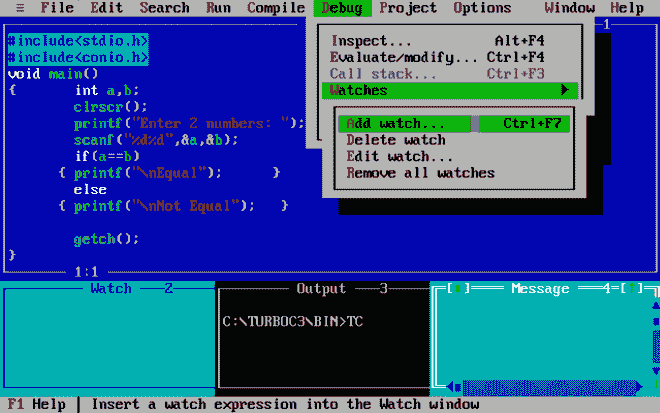 ≡ File Edit Search Run Compile Debug Project Options Window Help
1
Inspect... Alt+F4
Evaluate/modify... Ctrl+F4
Call stack... Ctrl+F3
Watches
Add watch... Ctrl+F7
Delete watch
Edit watch...
Remove all watches
#include<stdio.h>
#include<conio.h>
void main()
{ int a,b;
clrscr();
printf("Enter 2 numbers: ");
scanf("%d%d",&a,&b);
if(a==b)
{ printf("\nEqual"); }
else
{ printf("\nNot Equal"); }
getch();
}
1:1
Watch 2
Output 3
C:\TURBOC3\BIN>TC
Message 4
F1 Help | Insert a watch expression into the Watch window